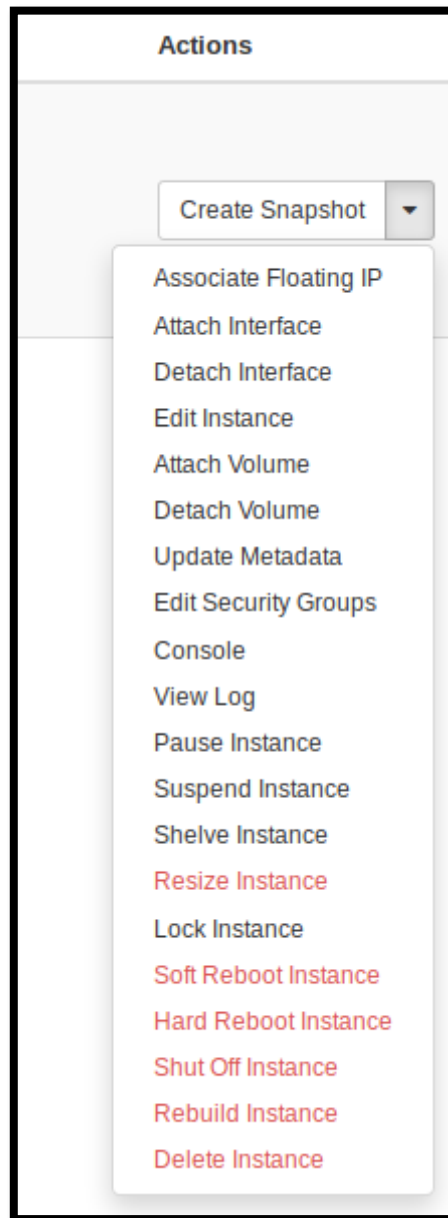 Actions
Create Snapshot
Associate Floating IP
Attach Interface
Detach Interface
Edit Instance
Attach Volume
Detach Volume
Update Metadata
Edit Security Groups
Console
View Log
Pause Instance
Suspend Instance
Shelve Instance
Resize Instance
Lock Instance
Soft Reboot Instance
Hard Reboot Instance
Shut Off Instance
Rebuild Instance
Delete Instance